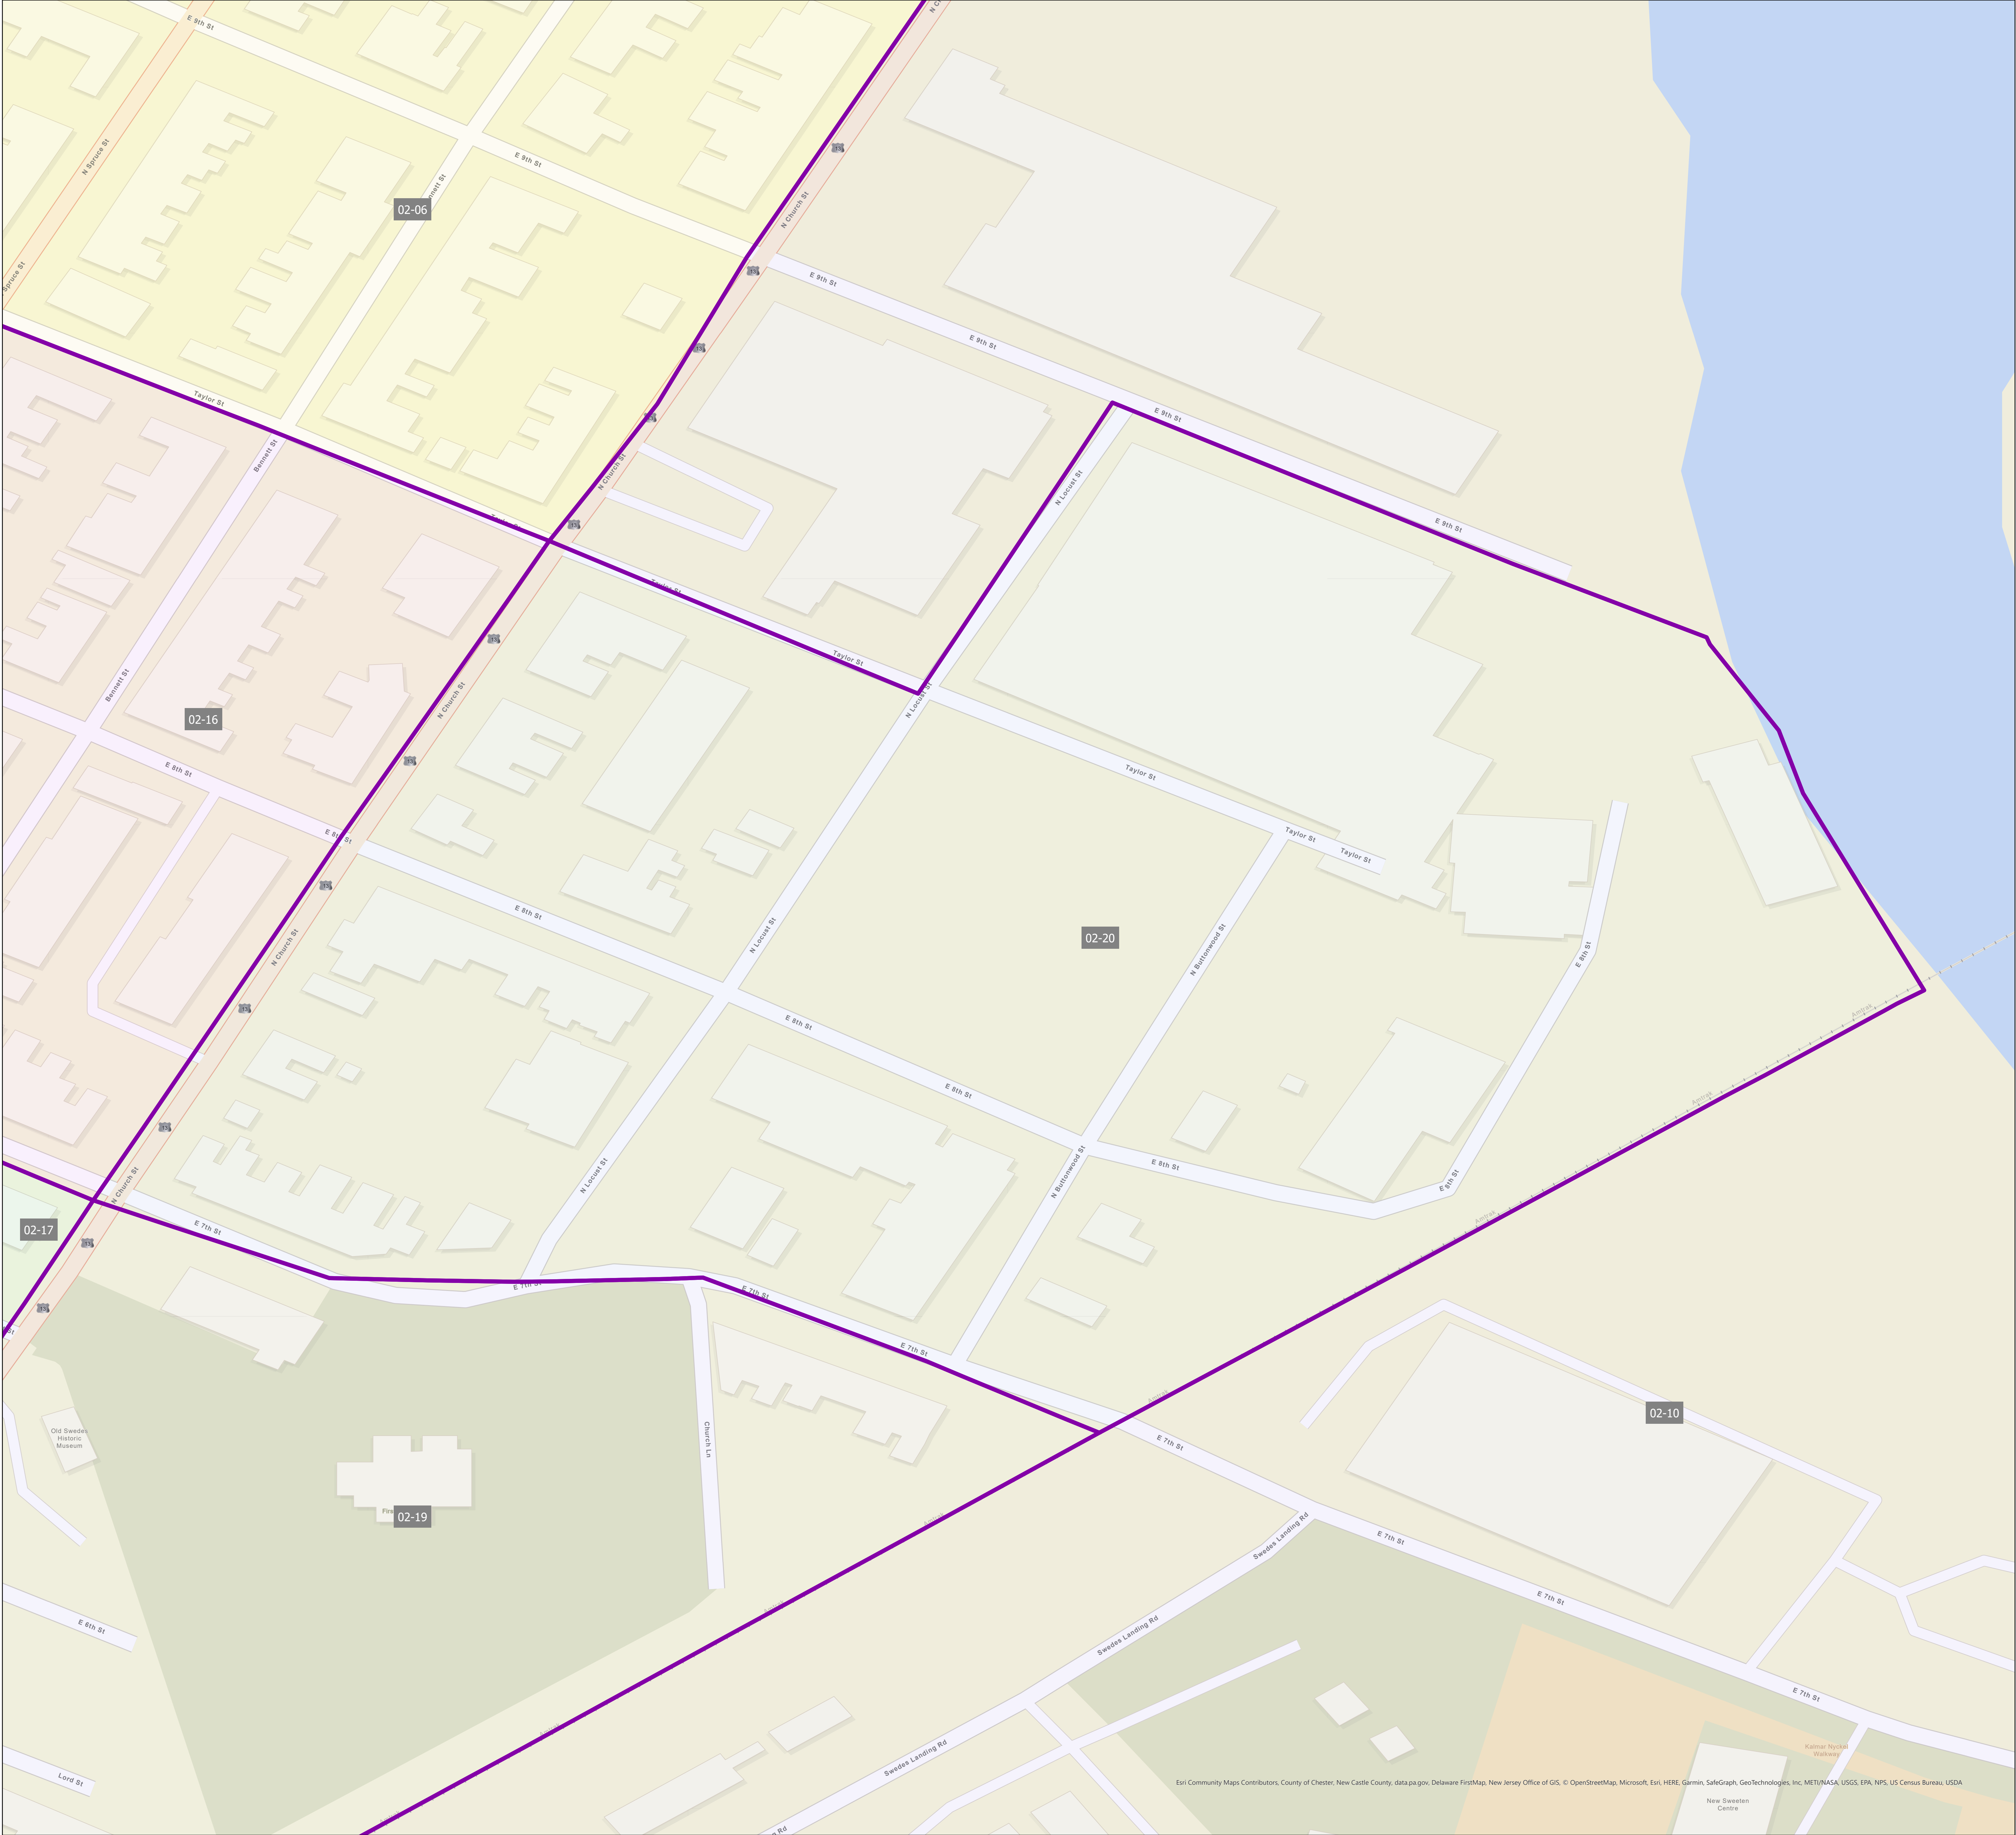 E 9th St
N Spruce St
E 9th St
02-06
N Church St
E 9th St
E 9th St
Taylor St
E 9th St
E 9th St
N Locust St
Bennett St
N Church St
Taylor St
Taylor St
N Locust St
Bennett St
N Church St
02-16
E 8th St
Taylor St
E 8th St
Taylor St
Taylor St
E 8th St
N Locust St
02-20
N Buttonwood St
E 8th St
N Church St
E 8th St
Amtrak
E 8th St
Amtrak
N Locust St
N Church St
E 8th St
N Buttonwood St
E 8th St
Amtrak
02-17
E 7th St
E 7th St
E 7th St
E 7th St
Amtrak
02-10
Old Swedes
Historic
Museum
Church Ln
E 7th St
02-19
Swedes Landing Rd
E 7th St
E 7th St
E 6th St
Swedes Landing Rd
E 7th St
Swedes Landing Rd
Kalmar Nyckel
Walkway
Lord St
Esri Community Maps Contributors, County of Chester, New Castle County, data.pa.gov, Delaware FirstMap, New Jersey Office of GIS, © OpenStreetMap, Microsoft, Esri, HERE, Garmin, SafeGraph, GeoTechnologies, Inc, METI/NASA, USGS, EPA, NPS, US Census Bureau, USDA
New Sweeten
Centre
Rd